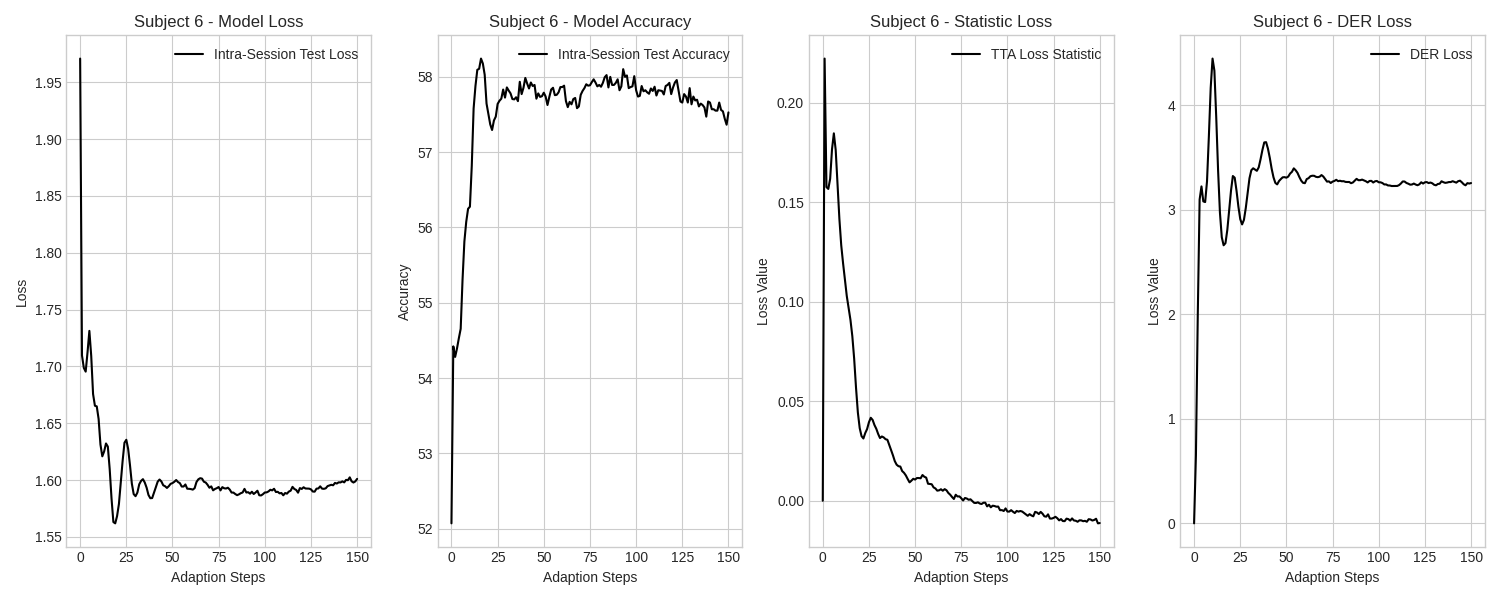 Subject 6 - Model Loss
Intra-Session Test Loss
1.95
1.90
1.85
1.80
1.75
1.70
1.65
1.60
1.55
Loss
0 25 50 75 100 125 150
Adaption Steps
Subject 6 - Model Accuracy
Intra-Session Test Accuracy
58
57
56
55
54
53
52
Accuracy
0 25 50 75 100 125 150
Adaption Steps
Subject 6 - Statistic Loss
TTA Loss Statistic
0.20
0.15
0.10
0.05
0.00
Loss Value
0 25 50 75 100 125 150
Adaption Steps
Subject 6 - DER Loss
DER Loss
4
3
2
1
0
Loss Value
0 25 50 75 100 125 150
Adaption Steps